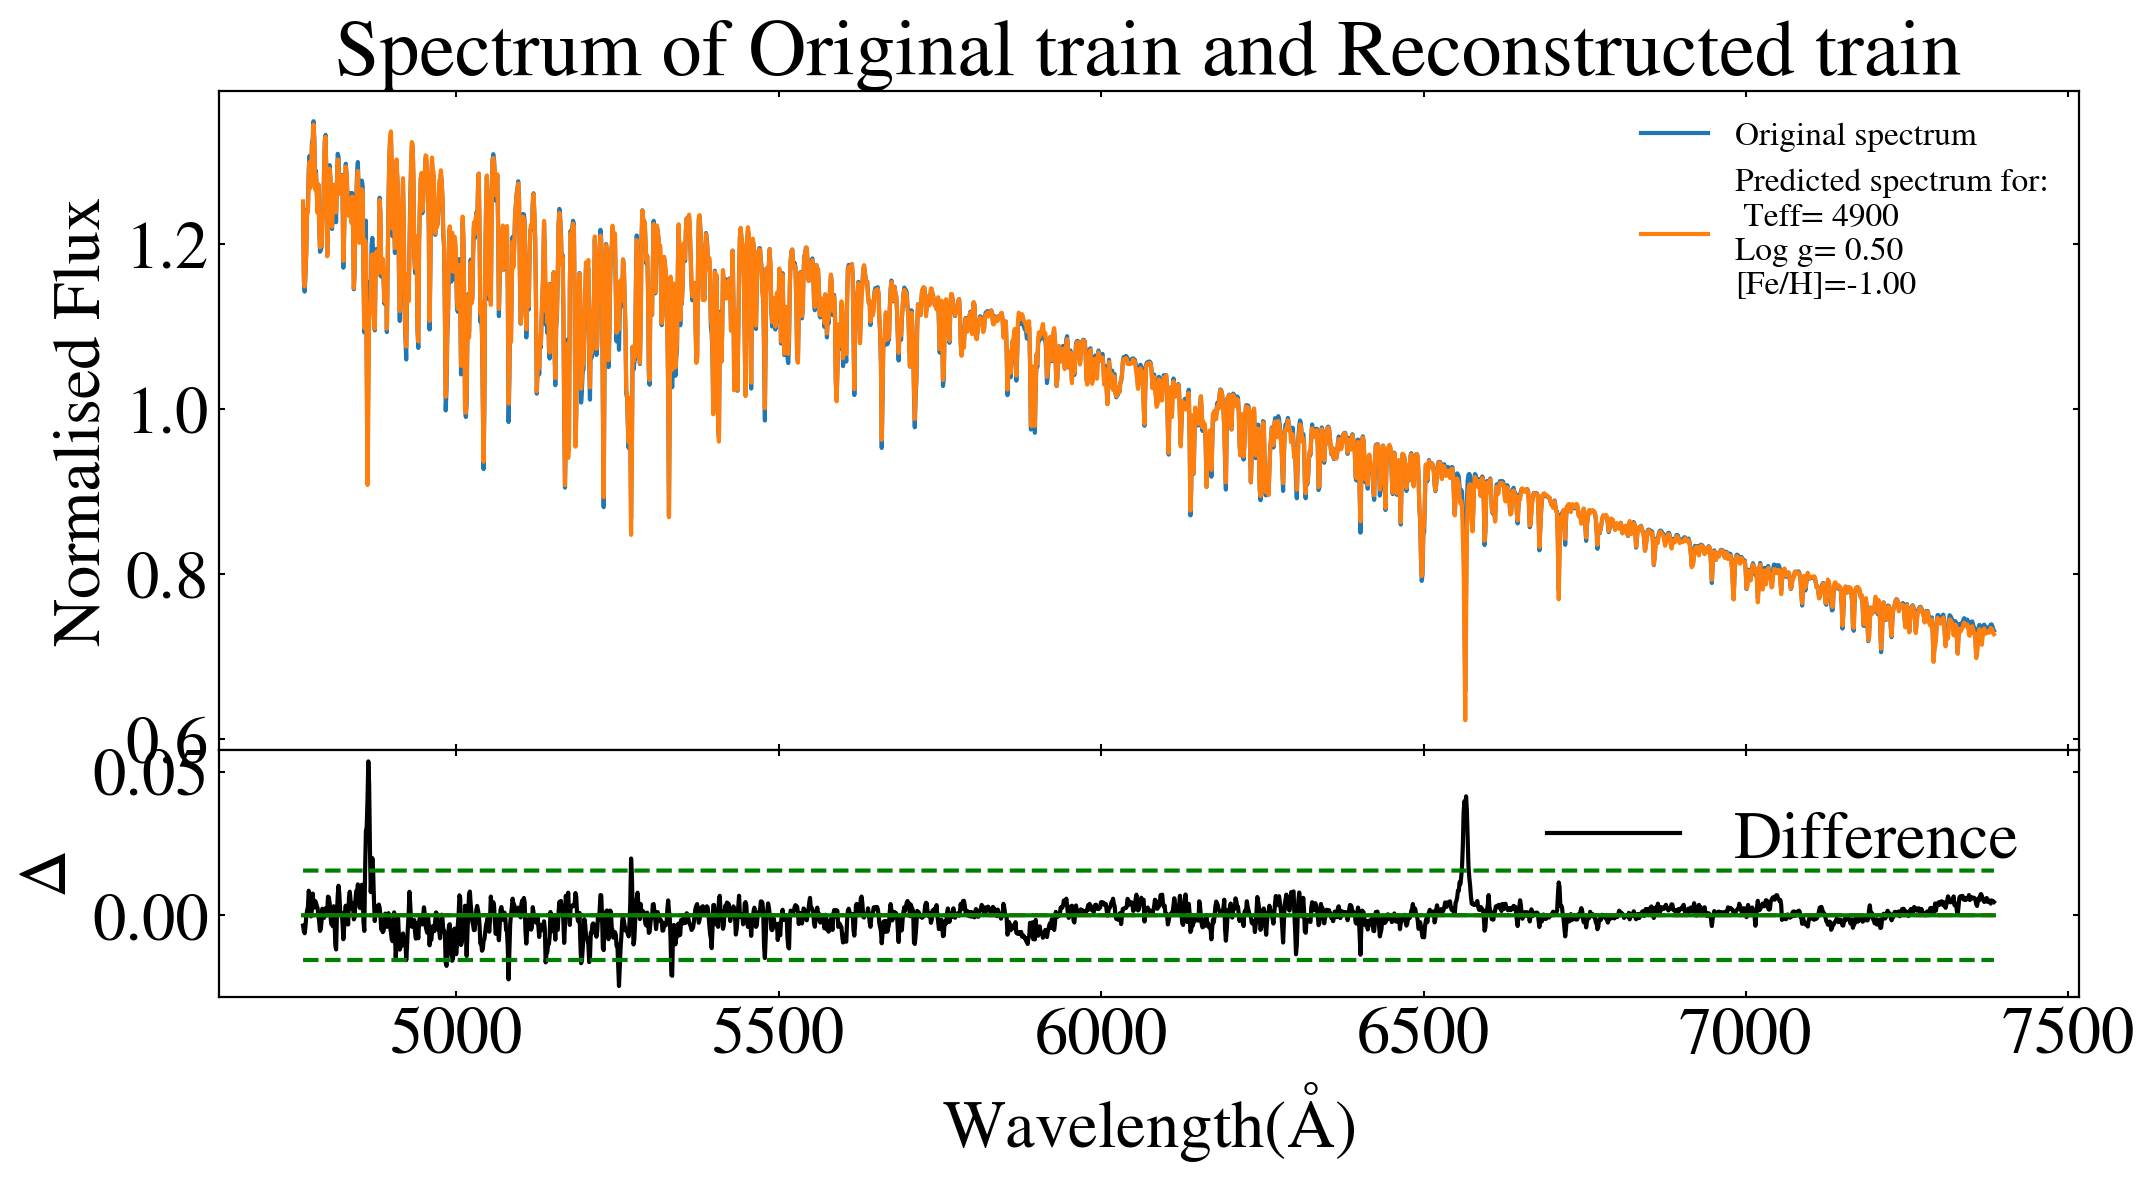 Spectrum of Original train and Reconstructed train
Original spectrum
Predicted spectrum for:
Teff= 4900
Log g= 0.50
[Fe/H]=-1.00
Normalised Flux
1.2
1.0
0.8
0.6
0.05
0.00
Δ
Difference
5000 5500 6000 6500 7000 7500
Wavelength(Å)